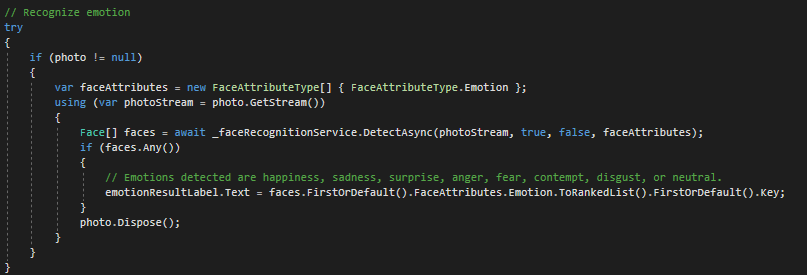 // Recognize emotion
try
{
    if (photo != null)
    {
        var faceAttributes = new FaceAttributeType[] { FaceAttributeType.Emotion };
        using (var photoStream = photo.GetStream())
        {
            Face[] faces = await _faceRecognitionService.DetectAsync(photoStream, true, false, faceAttributes);
            if (faces.Any())
            {
                // Emotions detected are happiness, sadness, surprise, anger, fear, contempt, disgust, or neutral.
                emotionResultLabel.Text = faces.FirstOrDefault().FaceAttributes.Emotion.ToRankedList().FirstOrDefault().Key;
            }
            photo.Dispose();
        }
    }
}